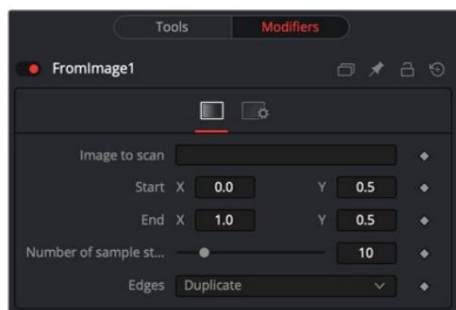 Tools Modifiers
FromImage1
Image to scan
Start X 0.0 Y 0.5
End X 1.0 Y 0.5
Number of sample st... 10
Edges Duplicate